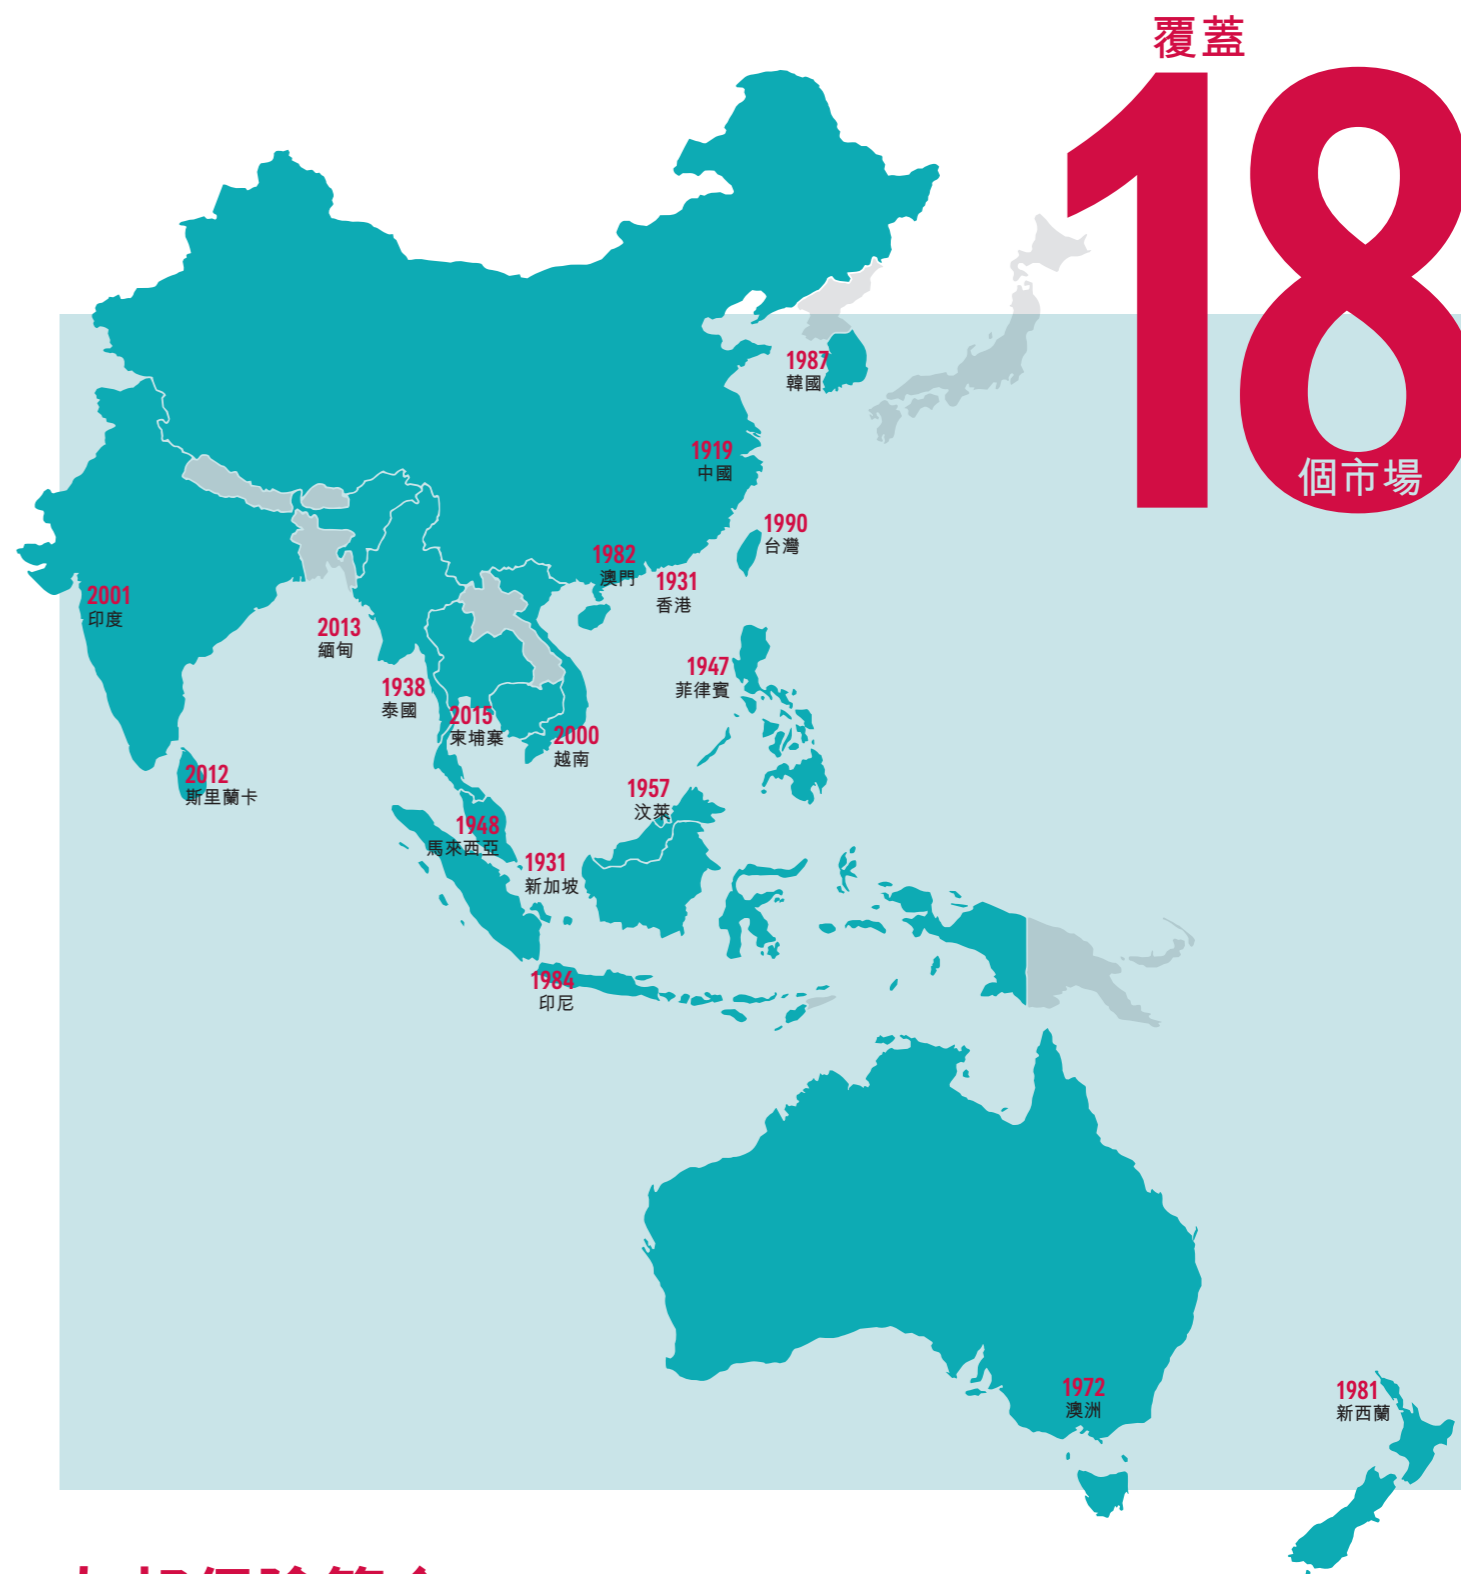 覆蓋
18
個市場
1987
韓國
1919
中國
1990
台灣
1982
澳門
1931
香港
2001
印度
2013
緬甸
1947
菲律賓
1938
泰國
2015
柬埔寨
2000
越南
2012
斯里蘭卡
1957
汶萊
1948
馬來西亞
1931
新加坡
1984
印尼
1972
澳洲
1981
新西蘭